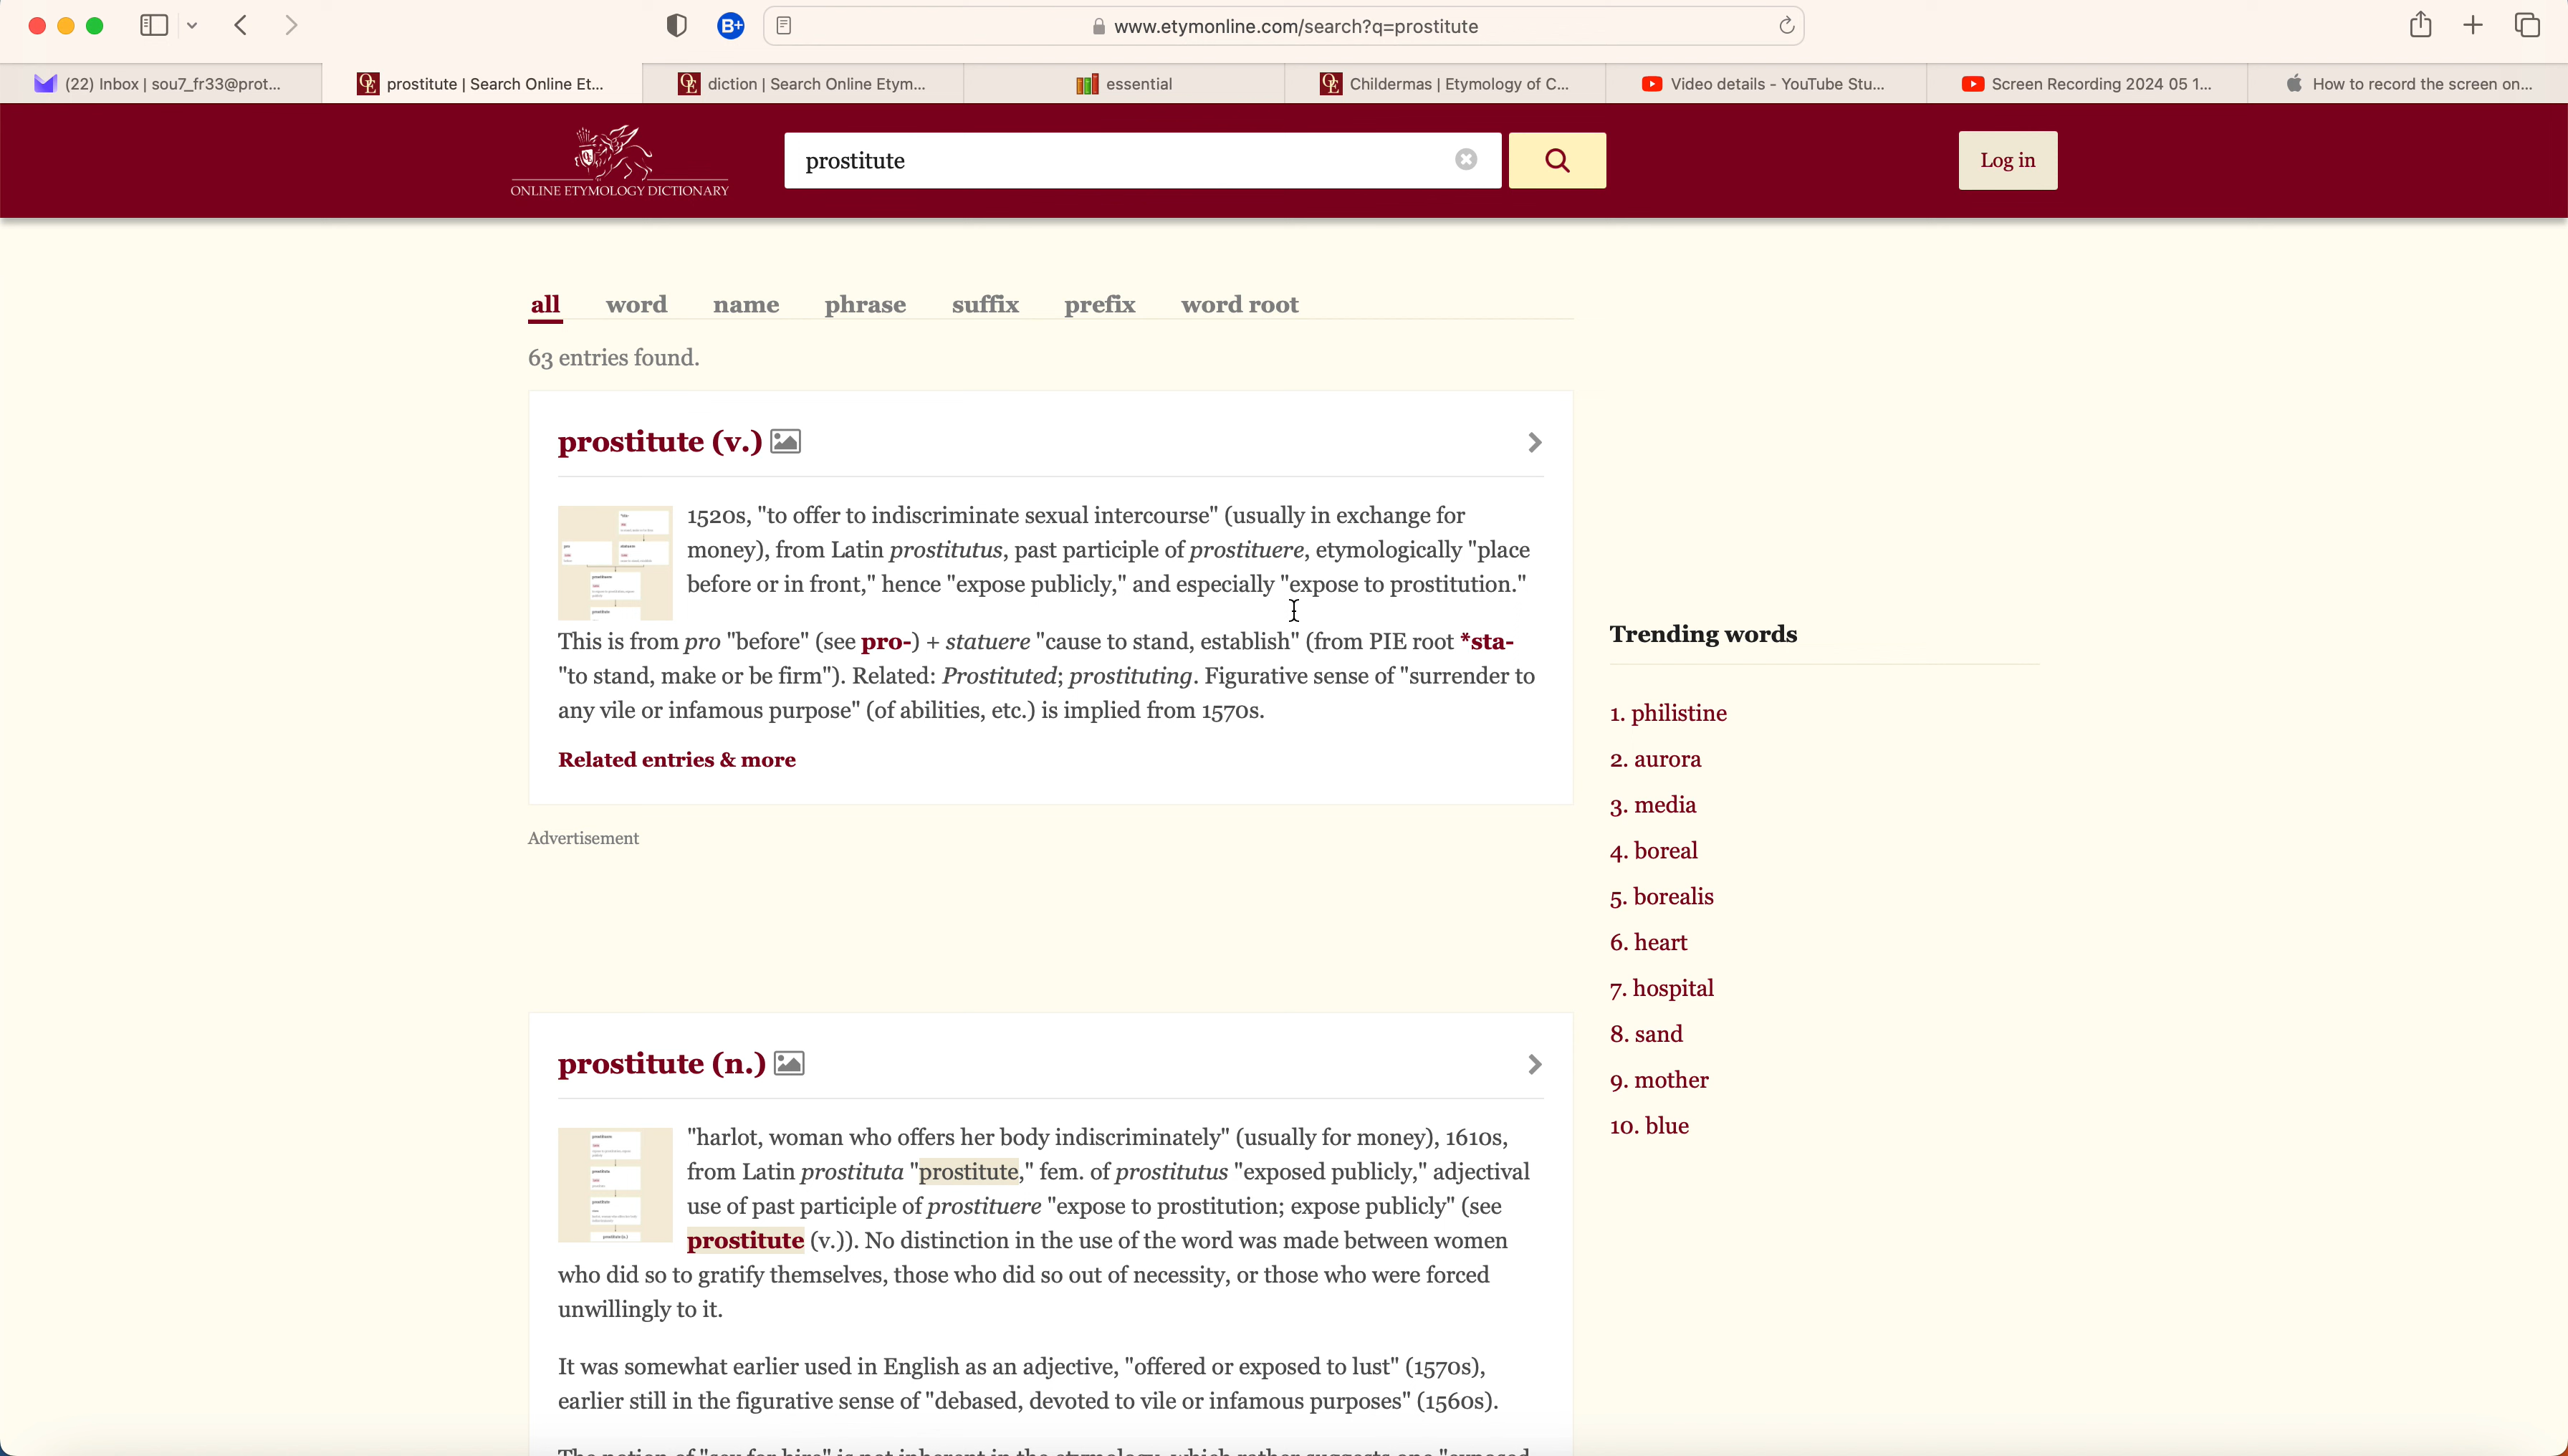 www.etymonline.com/search?q=prostitute
(22) Inbox | sou7_fr33@prot...
prostitute | Search Online Et...
diction | Search Online Etym...
essential
Childermas | Etymology of C...
Video details - YouTube Stu...
Screen Recording 2024 05 1...
How to record the screen on...
ONLINE ETYMOLOGY DICTIONARY
prostitute
Log in
all word name phrase suffix prefix word root
63 entries found.
prostitute (v.)
1520s, "to offer to indiscriminate sexual intercourse" (usually in exchange for
money), from Latin prostitutus, past participle of prostituere, etymologically "place
before or in front," hence "expose publicly," and especially "expose to prostitution."
This is from pro "before" (see pro-) + statuere "cause to stand, establish" (from PIE root *sta-
"to stand, make or be firm"). Related: Prostituted; prostituting. Figurative sense of "surrender to
any vile or infamous purpose" (of abilities, etc.) is implied from 1570s.
Related entries & more
Advertisement
prostitute (n.)
"harlot, woman who offers her body indiscriminately" (usually for money), 1610s,
from Latin prostituta "prostitute," fem. of prostitutus "exposed publicly," adjectival
use of past participle of prostituere "expose to prostitution; expose publicly" (see
prostitute (v.)). No distinction in the use of the word was made between women
who did so to gratify themselves, those who did so out of necessity, or those who were forced
unwillingly to it.
It was somewhat earlier used in English as an adjective, "offered or exposed to lust" (1570s),
earlier still in the figurative sense of "debased, devoted to vile or infamous purposes" (1560s).
Trending words
1. philistine
2. aurora
3. media
4. boreal
5. borealis
6. heart
7. hospital
8. sand
9. mother
10. blue